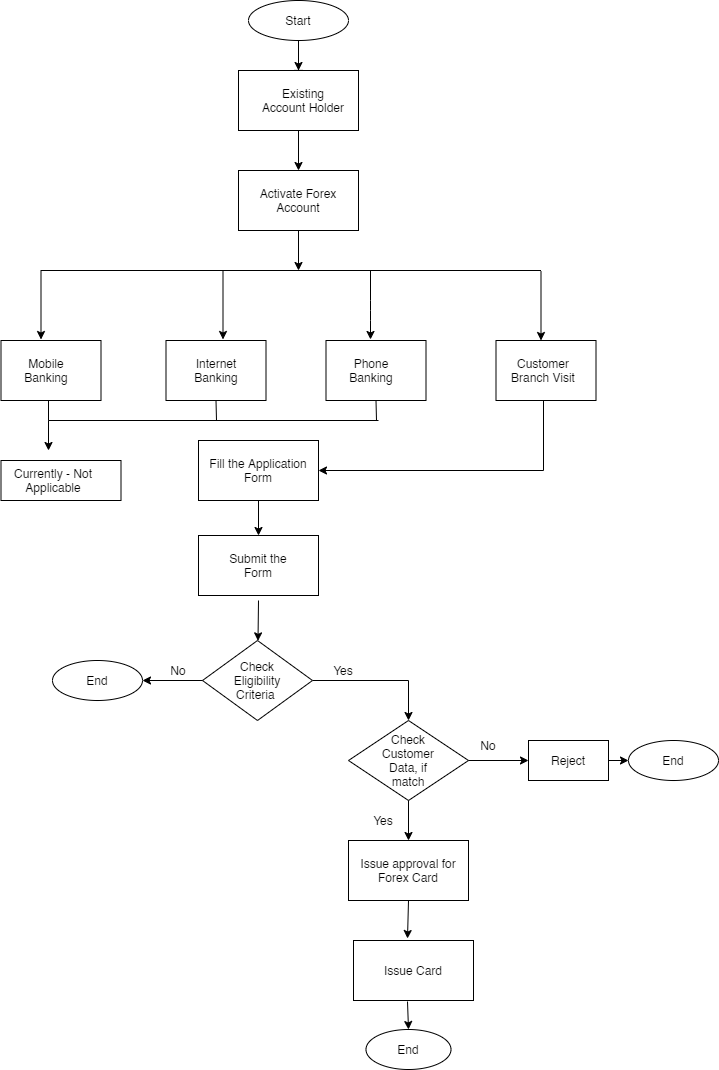 Start
Existing
Account Holder
Activate Forex
Account
Mobile
Banking
Internet
Banking
Phone
Banking
Customer
Branch Visit
Currently - Not
Applicable
Fill the Application
Form
Submit the
Form
Check
Eligibility
Criteria
No
End
Yes
Check
Customer
Data, if
match
No
Reject
End
Yes
Issue approval for
Forex Card
Issue Card
End